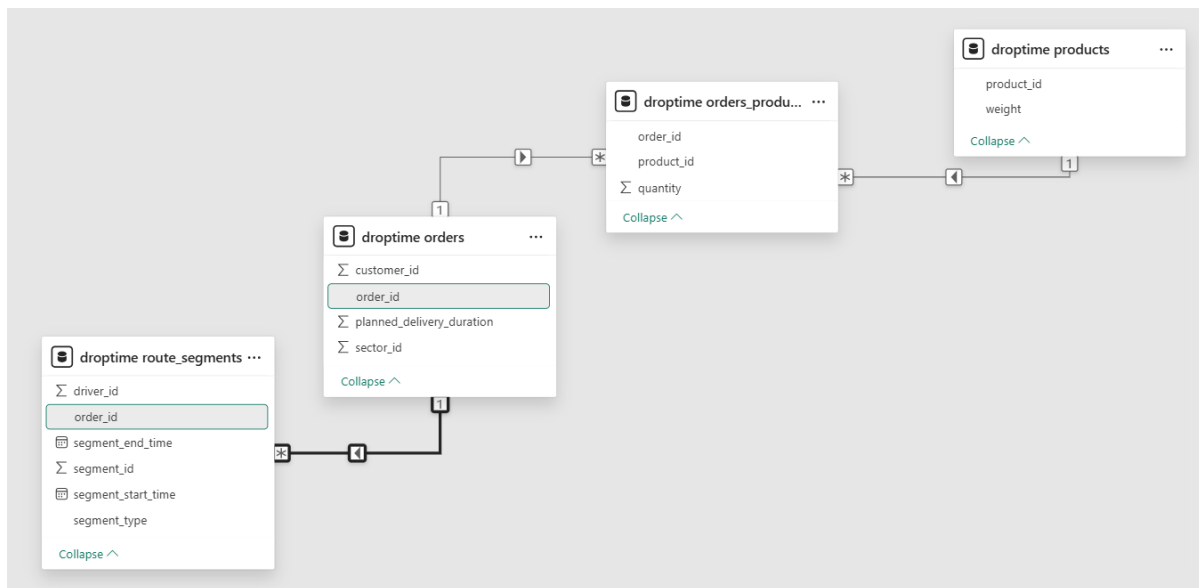 droptime products
product_id
weight
Collapse
1
droptime orders_produ...
order_id
product_id
Σ quantity
Collapse
*
*
1
droptime orders
Σ customer_id
order_id
Σ planned_delivery_duration
Σ sector_id
Collapse
1
droptime route_segments
Σ driver_id
order_id
segment_end_time
Σ segment_id
segment_start_time
segment_type
Collapse
*